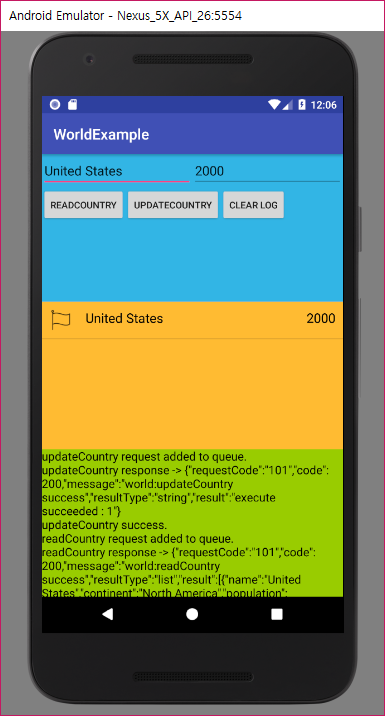 Android Emulator - Nexus_5X_API_26:5554
12:06
WorldExample
United States 2000
READCOUNTRY UPDATECOUNTRY CLEAR LOG
United States 2000
updateCountry request added to queue.
updateCountry response -> {"requestCode":"101","code":
200,"message":"world:updateCountry
success","resultType":"string","result":"execute
succeeded : 1"}
updateCountry success.
readCountry request added to queue.
readCountry response -> {"requestCode":"101","code":
200,"message":"world:readCountry
success","resultType":"list","result":[{"name":"United
States","continent":"North America","population":